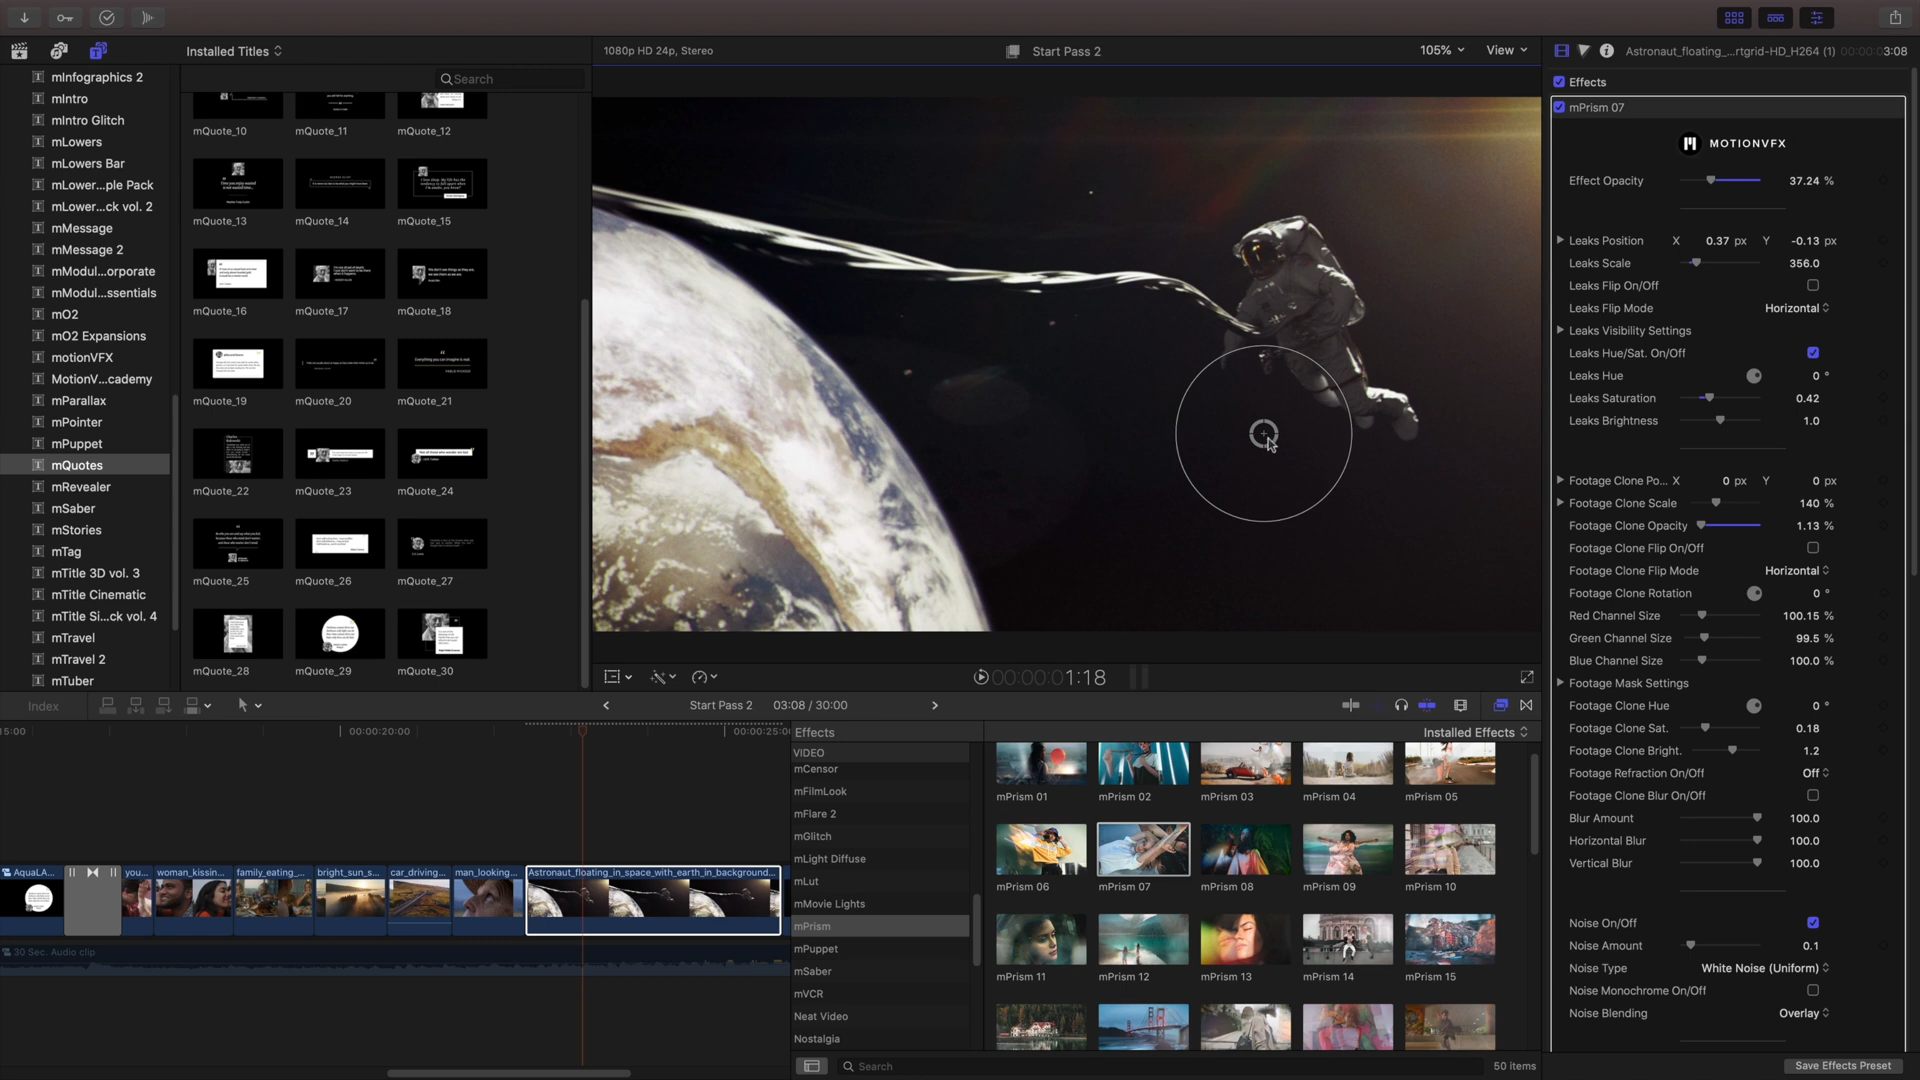 Installed Titles
1080p HD 24p, Stereo
Start Pass 2
105%
View
Astronaut_floating_...rtgrid-HD_H264 (1)
3:08
mInfographics 2
mIntro
mIntro Glitch
mLowers
mLowers Bar
mLower...ple Pack
mLower...ck vol. 2
mMessage
mMessage 2
mModul...orporate
mModul...ssentials
mO2
mO2 Expansions
motionVFX
MotionV...cademy
mParallax
mPointer
mPuppet
mQuotes
mRevealer
mSaber
mStories
mTag
mTitle 3D vol. 3
mTitle Cinematic
mTitle Si...ck vol. 4
mTravel
mTravel 2
mTuber
Search
mQuote_10
mQuote_11
mQuote_12
mQuote_13
mQuote_14
mQuote_15
mQuote_16
mQuote_17
mQuote_18
mQuote_19
mQuote_20
mQuote_21
mQuote_22
mQuote_23
mQuote_24
mQuote_25
mQuote_26
mQuote_27
mQuote_28
mQuote_29
mQuote_30
00:00:00:01:18
Effects
mPrism 07
MOTIONVFX
Effect Opacity 37.24 %
Leaks Position X 0.37 px Y -0.13 px
Leaks Scale 356.0
Leaks Flip On/Off
Leaks Flip Mode Horizontal
Leaks Visibility Settings
Leaks Hue/Sat. On/Off
Leaks Hue 0 °
Leaks Saturation 0.42
Leaks Brightness 1.0
Footage Clone Po... X 0 px Y 0 px
Footage Clone Scale 140 %
Footage Clone Opacity 1.13 %
Footage Clone Flip On/Off
Footage Clone Flip Mode Horizontal
Footage Clone Rotation 0 °
Red Channel Size 100.15 %
Green Channel Size 99.5 %
Blue Channel Size 100.0 %
Footage Mask Settings
Footage Clone Hue 0 °
Footage Clone Sat. 0.18
Footage Clone Bright. 1.2
Footage Refraction On/Off Off
Footage Clone Blur On/Off
Blur Amount 100.0
Horizontal Blur 100.0
Vertical Blur 100.0
Noise On/Off
Noise Amount 0.1
Noise Type White Noise (Uniform)
Noise Monochrome On/Off
Noise Blending Overlay
Save Effects Preset
Index
Start Pass 2
03:08 / 30:00
15:00
00:00:20:00
00:00:25:0
AquaLA...
you...
woman_kissin...
family_eating_...
bright_sun_s...
car_driving...
man_looking...
Astronaut_floating_in_space_with_earth_in_background...
30 Sec. Audio clip
Effects
Installed Effects
VIDEO
mCensor
mFilmLook
mFlare 2
mGlitch
mLight Diffuse
mLut
mMovie Lights
mPrism
mPuppet
mSaber
mVCR
Neat Video
Nostalgia
mPrism 01
mPrism 02
mPrism 03
mPrism 04
mPrism 05
mPrism 06
mPrism 07
mPrism 08
mPrism 09
mPrism 10
mPrism 11
mPrism 12
mPrism 13
mPrism 14
mPrism 15
Search
50 items